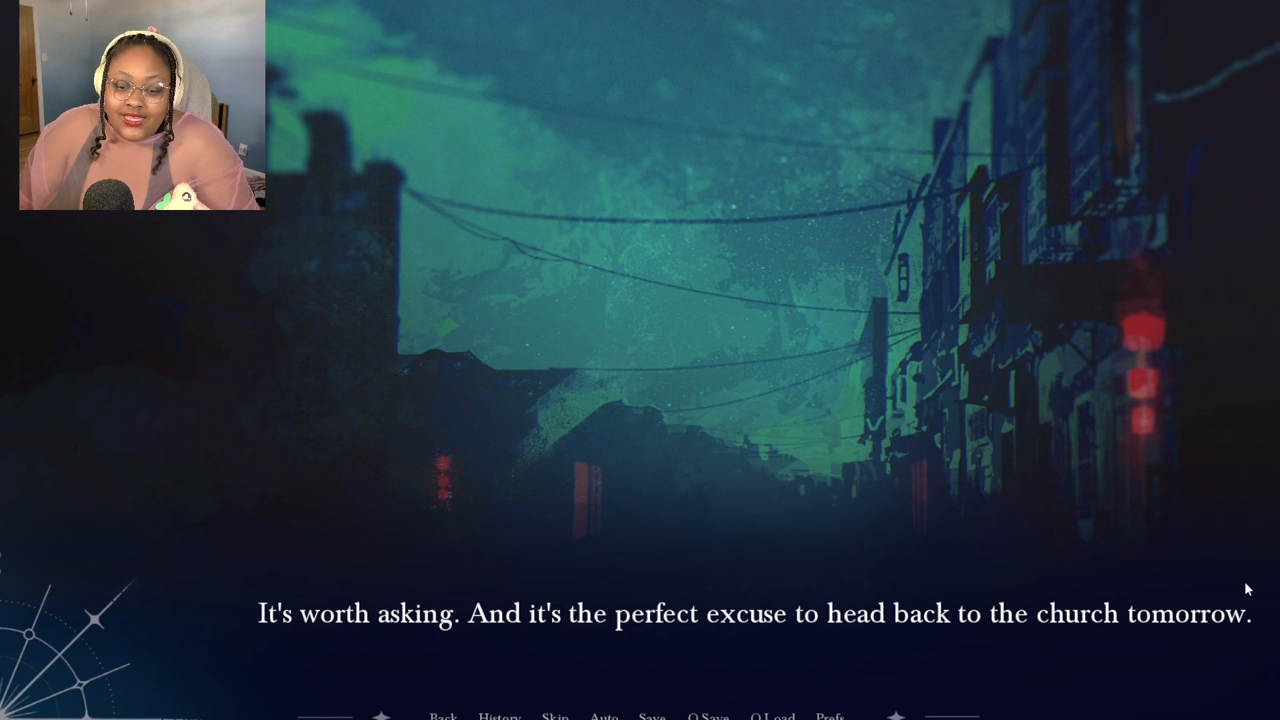 It's worth asking. And it's the perfect excuse to head back to the church tomorrow.
Back History Skip Auto Save Q.Save Q.Load Prefs